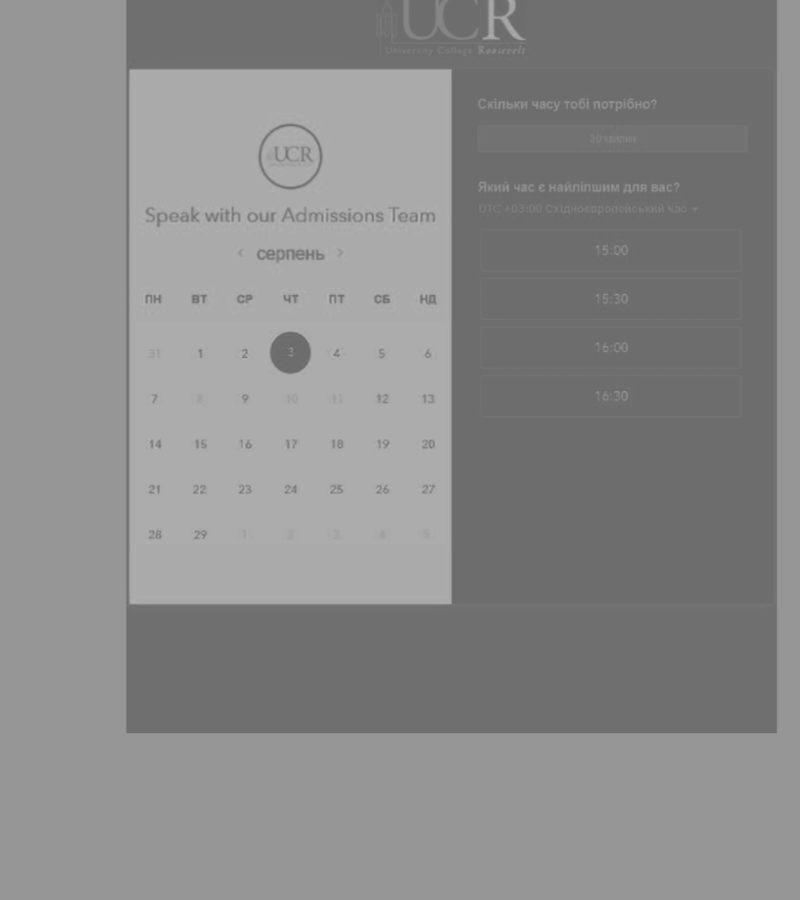 UCR
University College Roosevelt
UCR
Speak with our Admissions Team
< серпень >
ПН ВТ СР ЧТ ПТ СБ НД
31 1 2 3 4 5 6
7 8 9 10 11 12 13
14 15 16 17 18 19 20
21 22 23 24 25 26 27
28 29 1 2 3 4 5
Скільки часу тобі потрібно?
30 хвилин
Який час є найліпшим для вас?
UTC +03:00 Східноєвропейський час
15:00
15:30
16:00
16:30